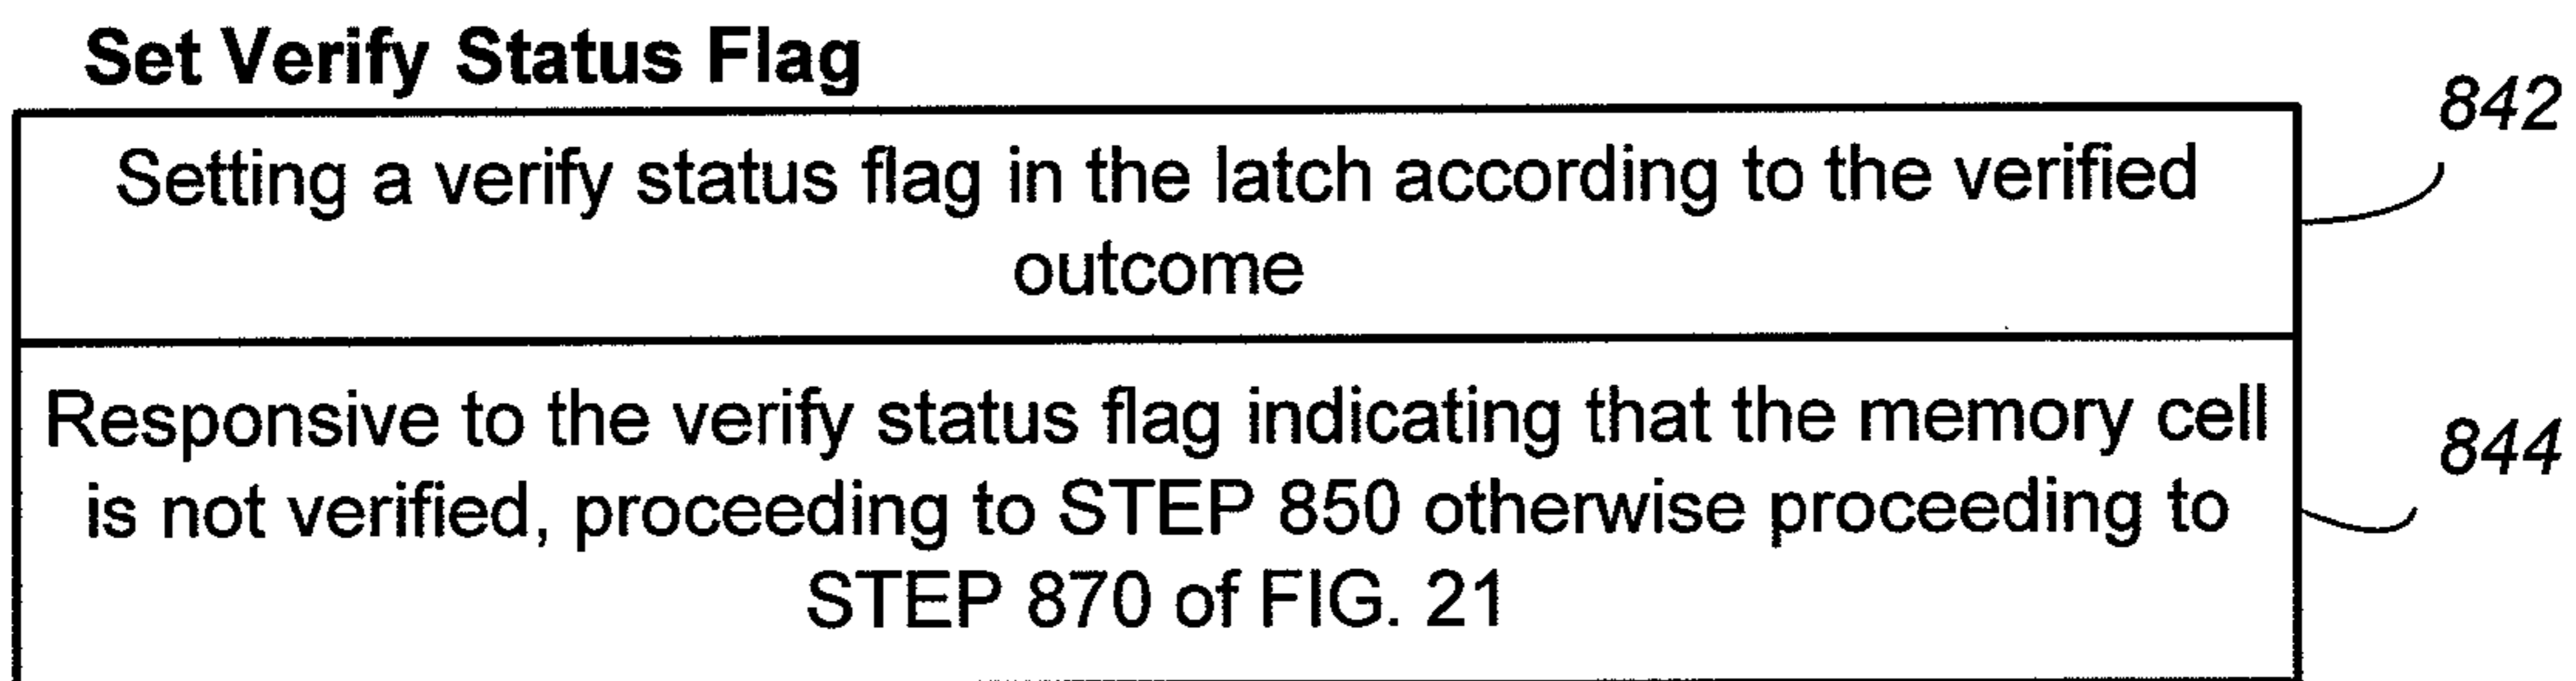 Set Verify Status Flag
842
Setting a verify status flag in the latch according to the verified
outcome
Responsive to the verify status flag indicating that the memory cell
844
is not verified, proceeding to STEP 850 otherwise proceeding to
STEP 870 of FIG. 21